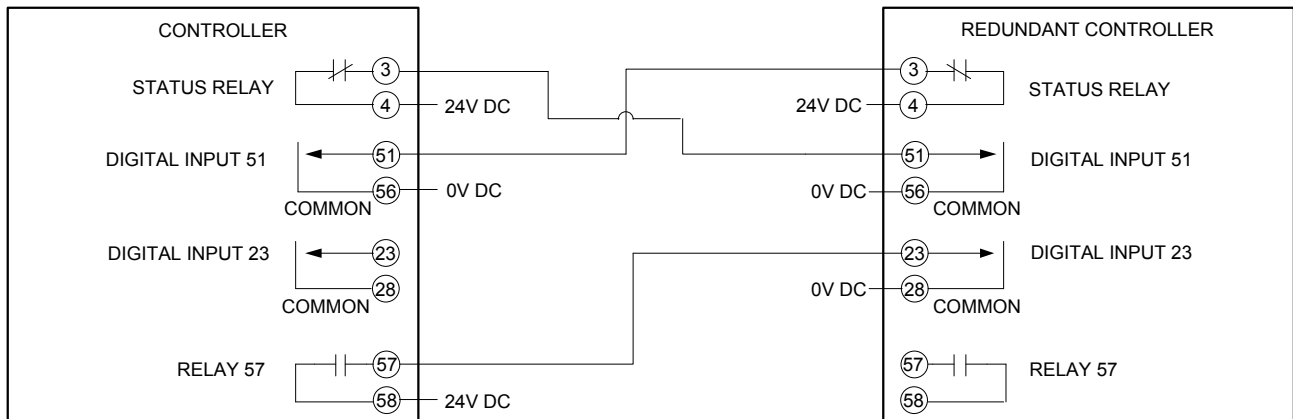 CONTROLLER
REDUNDANT CONTROLLER
3
3
STATUS RELAY
STATUS RELAY
4
24V DC
24V DC
4
DIGITAL INPUT 51
51
51
DIGITAL INPUT 51
56
0V DC
0V DC
56
COMMON
COMMON
DIGITAL INPUT 23
23
23
DIGITAL INPUT 23
28
0V DC
28
COMMON
COMMON
RELAY 57
57
57
RELAY 57
58
24V DC
58